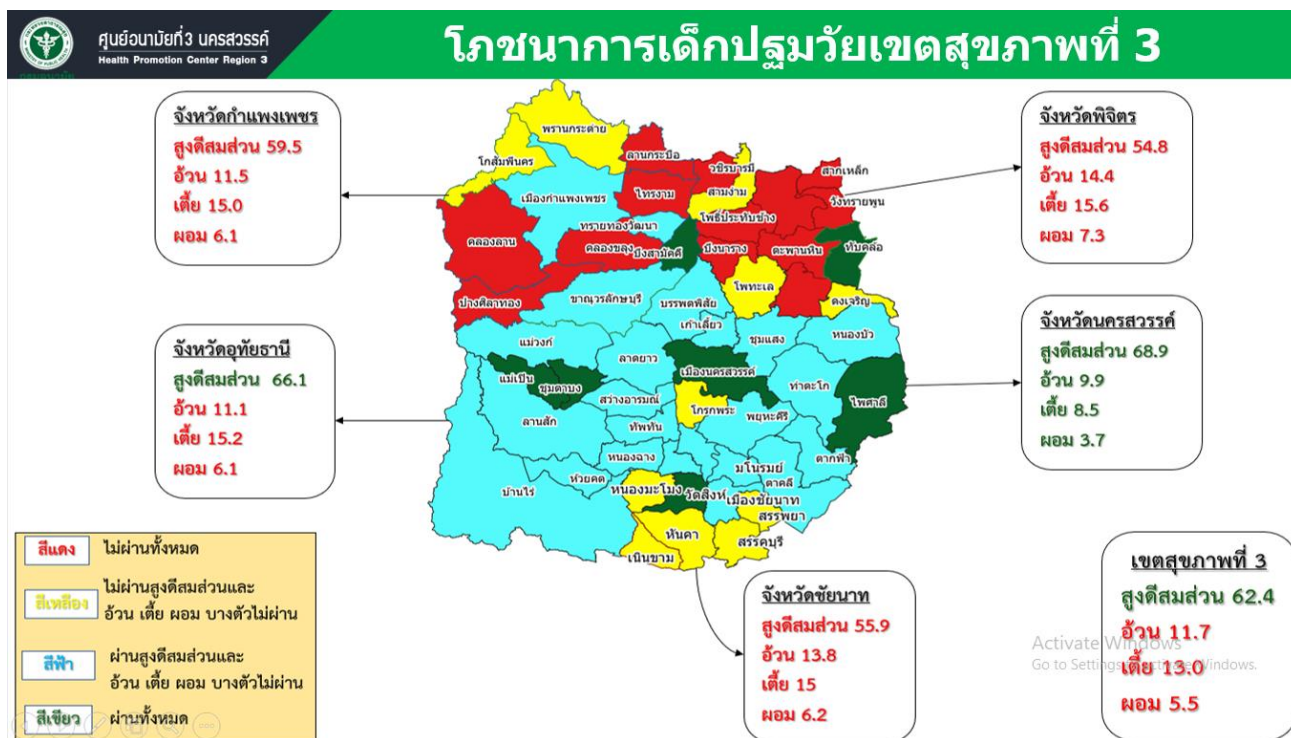 ศูนย์อนามัยที่3 นครสวรรค์
Health Promotion Center Region 3
กรมอนามัย
โภชนาการเด็กปฐมวัยเขตสุขภาพที่ 3
จังหวัดกำแพงเพชร
สูงดีสมส่วน 59.5
อ้วน 11.5
เตี้ย 15.0
ผอม 6.1
จังหวัดพิจิตร
สูงดีสมส่วน 54.8
อ้วน 14.4
เตี้ย 15.6
ผอม 7.3
จังหวัดอุทัยธานี
สูงดีสมส่วน 66.1
อ้วน 11.1
เตี้ย 15.2
ผอม 6.1
จังหวัดนครสวรรค์
สูงดีสมส่วน 68.9
อ้วน 9.9
เตี้ย 8.5
ผอม 3.7
พรานกระต่าย
โกสัมพีนคร
ลานกระบือ
วชิรบารมี
สากเหล็ก
เมืองกำแพงเพชร
ไทรงาม
สามง่าม
วังทรายพูน
โพธิ์ประทับช้าง
ทรายทองวัฒนา
คลองลาน
คลองขลุง
บึงสามัคคี
บึงนาราง
ตะพานหิน
ทับคล้อ
ปางศิลาทอง
ขาณุวรลักษบุรี
บรรพตพิสัย
โพทะเล
ดงเจริญ
เก้าเลี้ยว
แม่วงก์
ชุมแสง
หนองบัว
ลาดยาว
เมืองนครสวรรค์
แม่เปิน
ชุมตาบง
ท่าตะโก
ไพศาลี
สว่างอารมณ์
โกรกพระ
พยุหะคีรี
ลานสัก
ทัพทัน
หนองฉาง
ตากฟ้า
มโนรมย์
ตาคลี
ห้วยคต
บ้านไร่
หนองมะโมง
วัดสิงห์
เมืองชัยนาท
สรรพยา
หันคา
สรรคบุรี
เนินขาม
สีแดง ไม่ผ่านทั้งหมด
สีเหลือง ไม่ผ่านสูงดีสมส่วนและ
อ้วน เตี้ย ผอม บางตัวไม่ผ่าน
สีฟ้า ผ่านสูงดีสมส่วนและ
อ้วน เตี้ย ผอม บางตัวไม่ผ่าน
สีเขียว ผ่านทั้งหมด
จังหวัดชัยนาท
สูงดีสมส่วน 55.9
อ้วน 13.8
เตี้ย 15
ผอม 6.2
เขตสุขภาพที่ 3
สูงดีสมส่วน 62.4
อ้วน 11.7
เตี้ย 13.0
ผอม 5.5
Activate Windows
Go to Settings to activate Windows.